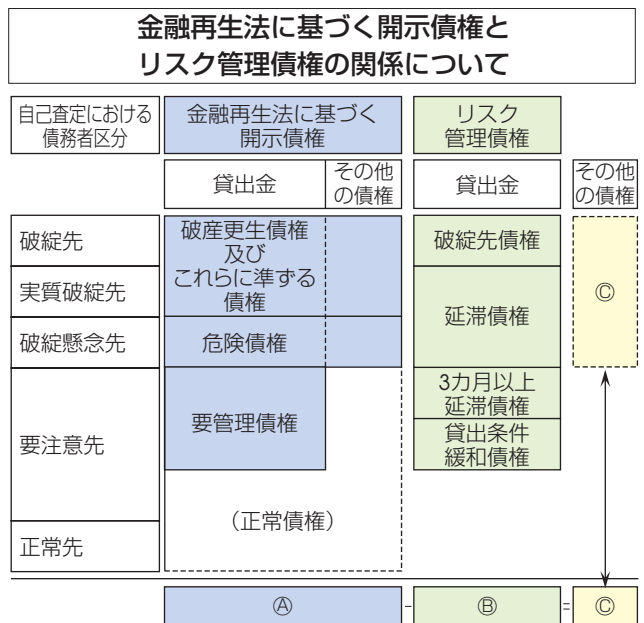 金融再生法に基づく開示債権と
リスク管理債権の関係について
自己査定における
債務者区分
金融再生法に基づく
開示債権
リスク
管理債権
貸出金
その他
の債権
貸出金
その他
の債権
破綻先
破産更生債権
及び
これらに準ずる
債権
破綻先債権
実質破綻先
延滞債権
Ⓒ
破綻懸念先
危険債権
要注意先
要管理債権
3カ月以上
延滞債権
貸出条件
緩和債権
（正常債権）
正常先
Ⓐ
-
Ⓑ
=
Ⓒ